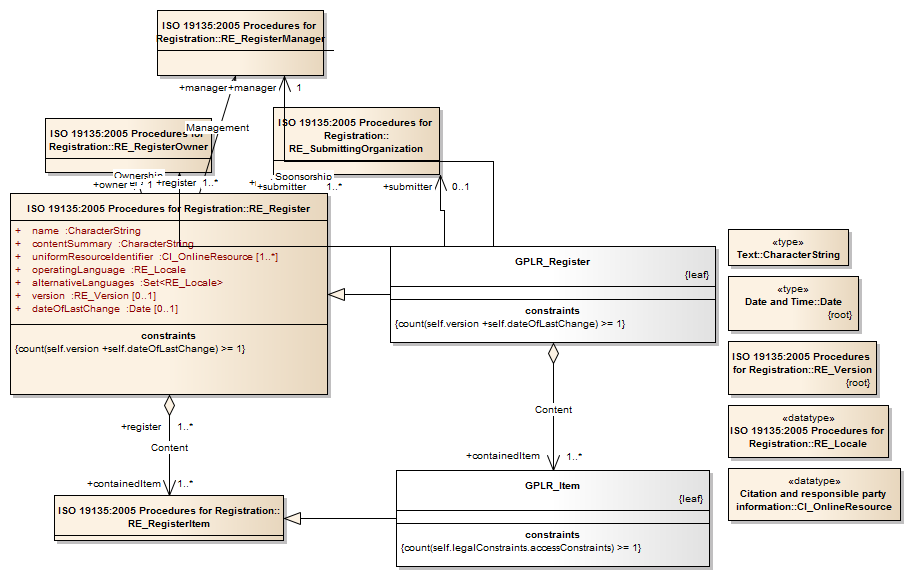 ISO 19135:2005 Procedures for
Registration::RE_RegisterManager
+manager
+manager
1
Management
ISO 19135:2005 Procedures for
Registration::RE_RegisterOwner
ISO 19135:2005 Procedures for
Registration::
RE_SubmittingOrganization
Ownership
Sponsorship
+owner
1
+register
1..*
+submitter
1..*
+submitter
0..1
ISO 19135:2005 Procedures for Registration::RE_Register
+ name :CharacterString
+ contentSummary :CharacterString
+ uniformResourceIdentifier :CI_OnlineResource [1..*]
+ operatingLanguage :RE_Locale
+ alternativeLanguages :Set<RE_Locale>
+ version :RE_Version [0..1]
+ dateOfLastChange :Date [0..1]
constraints
{count(self.version +self.dateOfLastChange) >= 1}
GPLR_Register
{leaf}
constraints
{count(self.version +self.dateOfLastChange) >= 1}
«type»
Text::CharacterString
«type»
Date and Time::Date
{root}
ISO 19135:2005 Procedures
for Registration::RE_Version
{root}
«datatype»
ISO 19135:2005 Procedures for
Registration::RE_Locale
«datatype»
Citation and responsible party
information::CI_OnlineResource
+register
1..*
Content
+containedItem
1..*
Content
+containedItem
1..*
ISO 19135:2005 Procedures for Registration::
RE_RegisterItem
GPLR_Item
{leaf}
constraints
{count(self.legalConstraints.accessConstraints) >= 1}